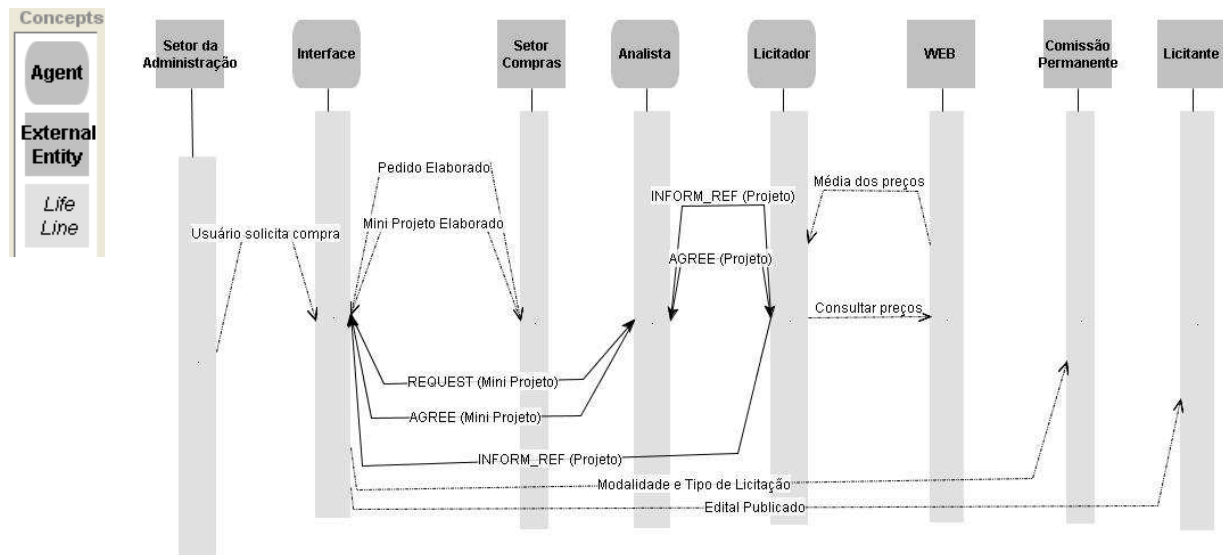 Concepts
Agent
External
Entity
Life
Line
Setor da
Administração
Interface
Setor
Compras
Analista
Licitador
WEB
Comissão
Permanente
Licitante
Pedido Elaborado
Mini Projeto Elaborado
Usuário solicita compra
INFORM_REF (Projeto)
AGREE (Projeto)
Média dos preços
Consultar preços
REQUEST (Mini Projeto)
AGREE (Mini Projeto)
INFORM_REF (Projeto)
Modalidade e Tipo de Licitação
Edital Publicado